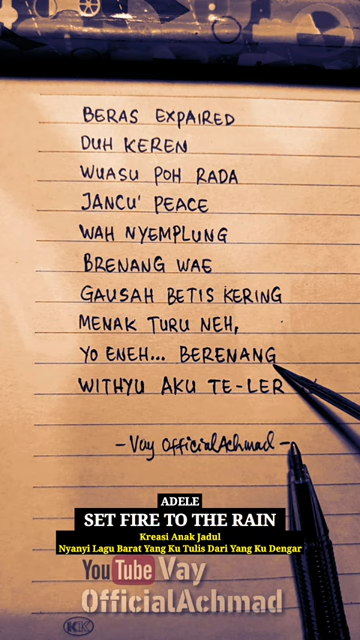 BERAS EXPAIRED
DUH KEREN
WUASU POH RADA
JANCU' PEACE
WAH NYEMPLUNG
BRENANG WAE
GAUSAH BETIS KERING
MENAK TURU NEH,
YO ENEH... BERENANG
WITHYU AKU TE-LER
- Vay OfficialAchmad -
ADELE
SET FIRE TO THE RAIN
Kreasi Anak Jadul
Nyanyi Lagu Barat Yang Ku Tulis Dari Yang Ku Dengar
YouTube Vay
OfficialAchmad
KK